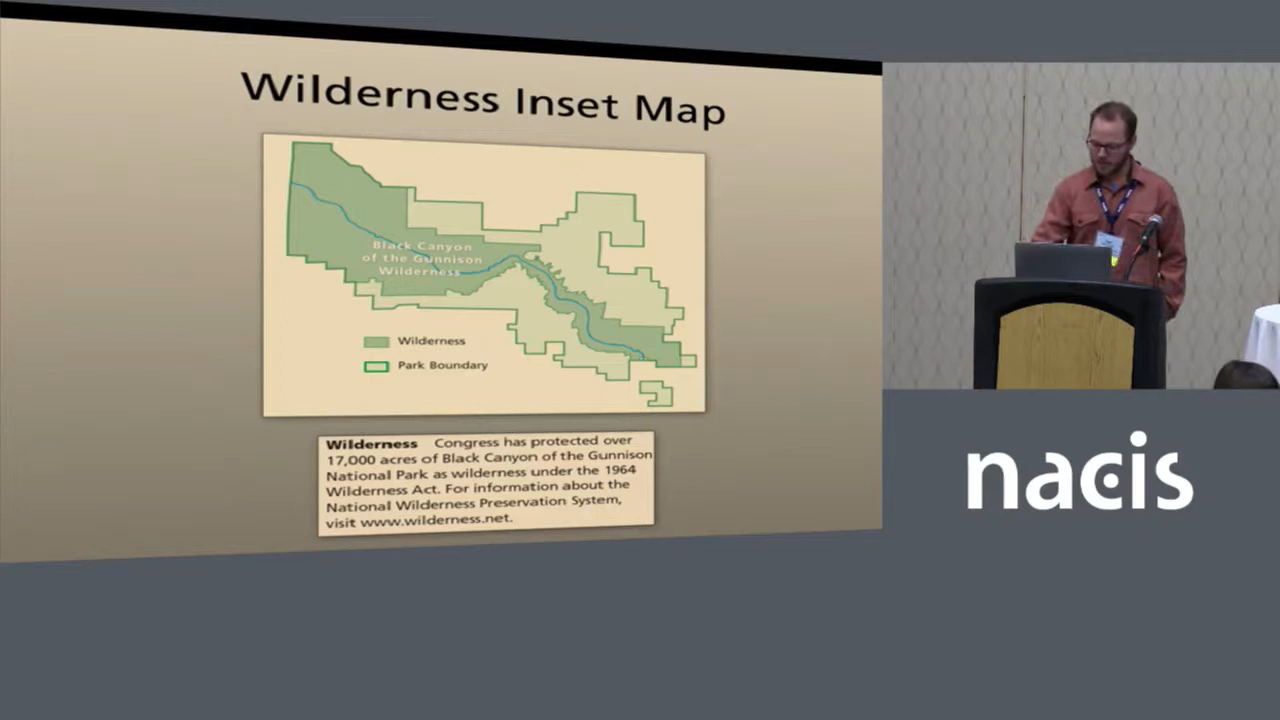 Wilderness Inset Map
Black Canyon
of the Gunnison
Wilderness
Wilderness
Park Boundary
Wilderness Congress has protected over
17,000 acres of Black Canyon of the Gunnison
National Park as wilderness under the 1964
Wilderness Act. For information about the
National Wilderness Preservation System,
visit www.wilderness.net.
nacis